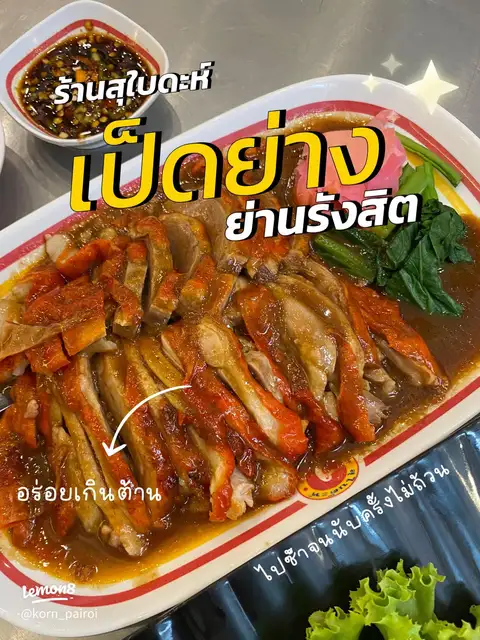 ร้านสุใบดะห์
เป็ดย่าง
ย่านรังสิต
อร่อยเกินต้าน
ไปซ้ำจนนับครั้งไม่ถ้วน
Lemon8
@korn_pairoi